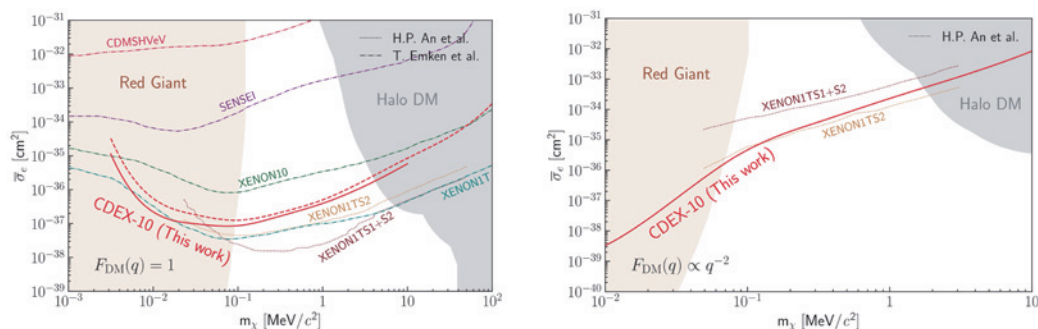 10⁻³¹
10⁻³²
10⁻³³
10⁻³⁴
10⁻³⁵
10⁻³⁶
10⁻³⁷
10⁻³⁸
10⁻³⁹
σ̅ₑ [cm²]
CDMSHVeV
Red Giant
SENSEI
H.P. An et al.
T. Emken et al.
Halo DM
XENON10
XENON1TS2
XENON1T
XENON1TS1+S2
CDEX-10 (This work)
F_DM(q) = 1
10⁻³ 10⁻² 10⁻¹ 1 10 10²
m_χ [MeV/c²]
10⁻³¹
10⁻³²
10⁻³³
10⁻³⁴
10⁻³⁵
10⁻³⁶
10⁻³⁷
10⁻³⁸
10⁻³⁹
10⁻⁴⁰
σ̅ₑ [cm²]
Red Giant
H.P. An et al.
Halo DM
XENON1TS1+S2
XENON1TS2
CDEX-10 (This work)
F_DM(q) ∝ q⁻²
10⁻² 10⁻¹ 1 10
m_χ [MeV/c²]